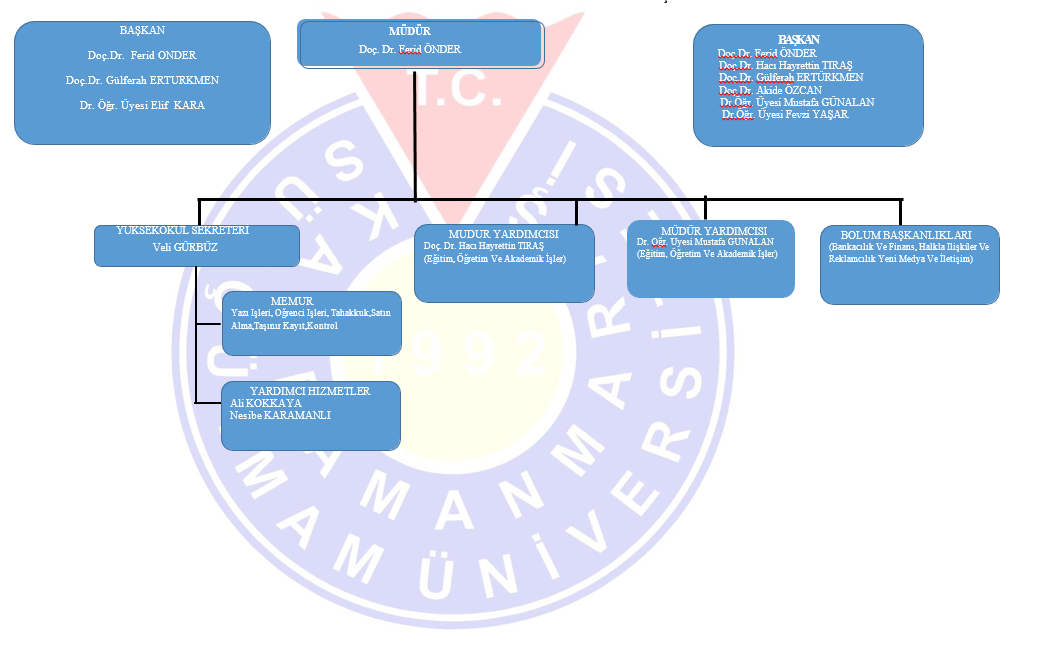 BAŞKAN
Doç.Dr. Ferid ONDER
Doç.Dr. Gülferah ERTURKMEN
Dr. Öğr. Üyesi Elif KARA
MÜDÜR
Doç. Dr. Ferid ÖNDER
BAŞKAN
Doç.Dr. Ferid ÖNDER
Doç.Dr. Hacı Hayrettin TIRAŞ
Doç.Dr. Gülferah ERTÜRKMEN
Doç.Dr. Akide ÖZCAN
Dr.Öğr. Üyesi Mustafa GÜNALAN
Dr.Öğr. Üyesi Fevzi YAŞAR
T.C.
YUKSEKOKUL SEKRETERİ
Veli GÜRBÜZ
MUDUR YARDIMCISI
Doç. Dr. Hacı Hayrettin TIRAŞ
(Eğitim, Öğretim Ve Akademik İşler)
MÜDÜR YARDIMCISI
Dr. Öğr. Uyesi Mustafa GUNALAN
(Eğitim, Öğretim Ve Akademik İşler)
BOLUM BAŞKANLIKLARI
(Bankacılık Ve Finans, Halkla Ilişkiler Ve
Reklamcılık Yeni Medya Ve İletişim)
MEMUR
Yazı Işleri, Oğrenci Işleri, Tahakkuk,Satın
Alma,Taşınır Kayıt,Kontrol
YARDIMCI HIZMETLER
Ali KOKKAYA
Nesibe KARAMANLI
1992